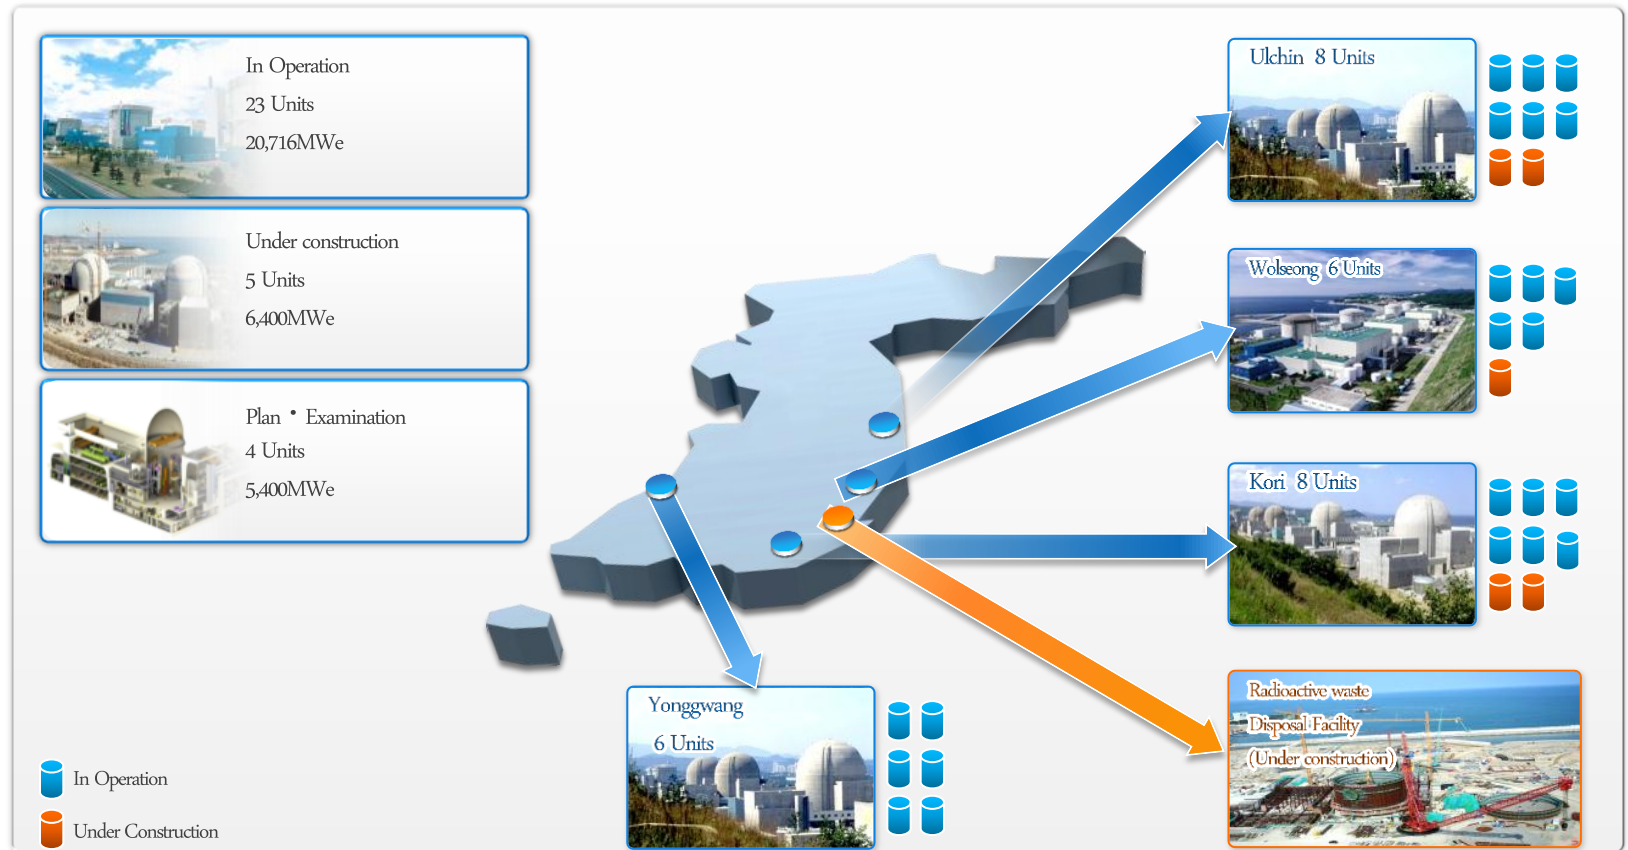 In Operation
23 Units
20,716MWe
Under construction
5 Units
6,400MWe
Plan • Examination
4 Units
5,400MWe
Ulchin 8 Units
Wolseong 6 Units
Kori 8 Units
Radioactive waste
Disposal Facility
(Under construction)
Yonggwang
6 Units
In Operation
Under Construction